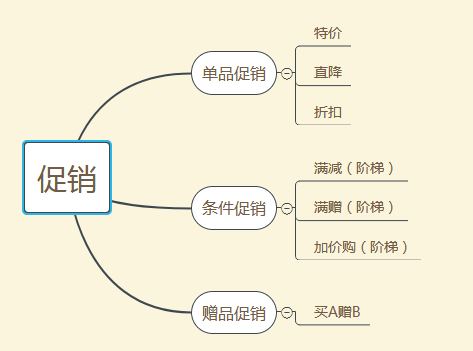 促销
单品促销
特价
直降
折扣
条件促销
满减（阶梯）
满赠（阶梯）
加价购（阶梯）
赠品促销
买A赠B